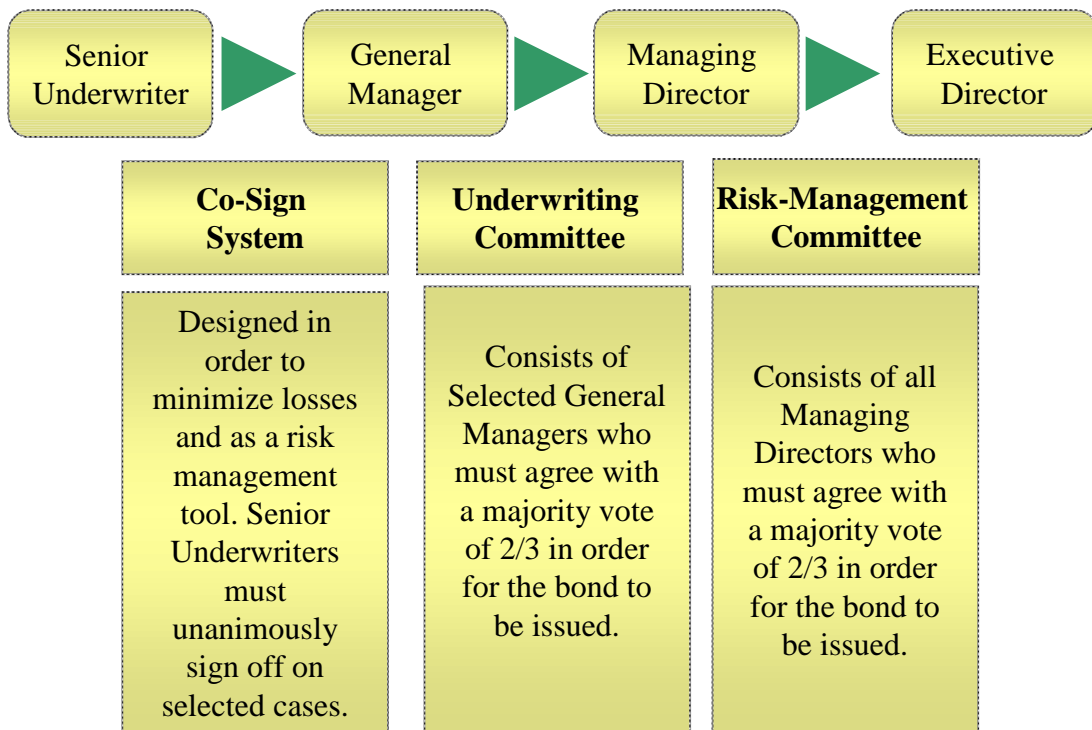 Senior
Underwriter
General
Manager
Managing
Director
Executive
Director
Co-Sign
System
Underwriting
Committee
Risk-Management
Committee
Designed in
order to
minimize losses
and as a risk
management
tool. Senior
Underwriters
must
unanimously
sign off on
selected cases.
Consists of
Selected General
Managers who
must agree with
a majority vote
of 2/3 in order
for the bond to
be issued.
Consists of all
Managing
Directors who
must agree with
a majority vote
of 2/3 in order
for the bond to
be issued.